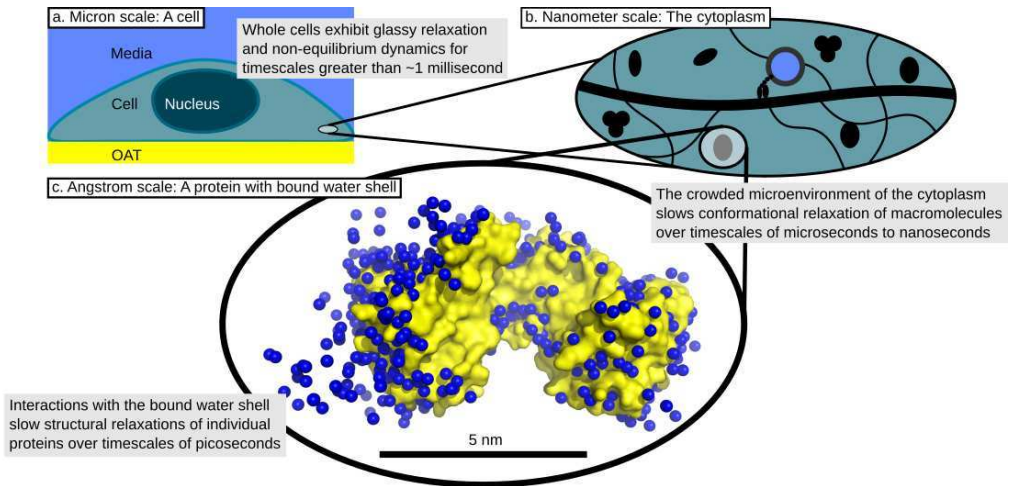 a. Micron scale: A cell
Whole cells exhibit glassy relaxation
and non-equilibrium dynamics for
timescales greater than ~1 millisecond
Media
Cell
Nucleus
OAT
b. Nanometer scale: The cytoplasm
The crowded microenvironment of the cytoplasm
slows conformational relaxation of macromolecules
over timescales of microseconds to nanoseconds
c. Angstrom scale: A protein with bound water shell
Interactions with the bound water shell
slow structural relaxations of individual
proteins over timescales of picoseconds
5 nm